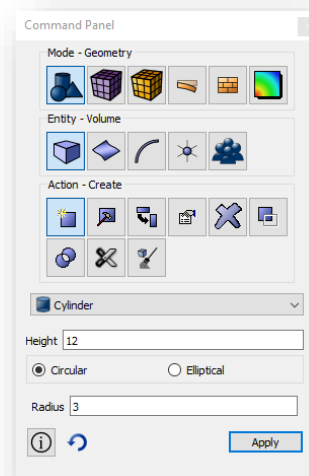 Command Panel
Mode - Geometry
Entity - Volume
Action - Create
Cylinder
Height 12
Circular Elliptical
Radius 3
Apply